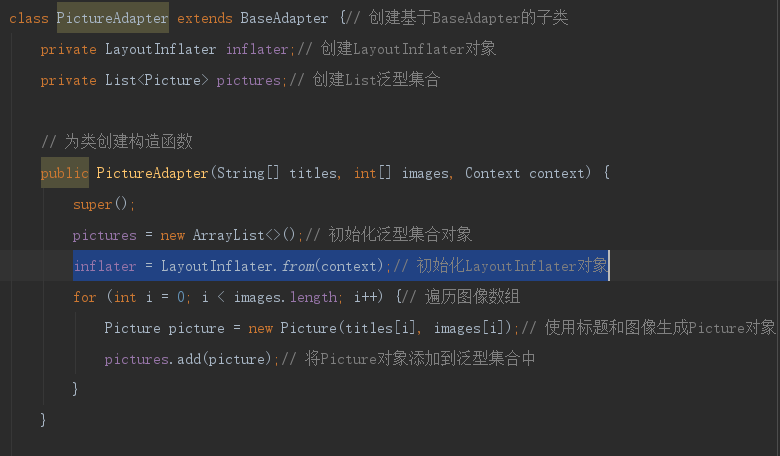 class PictureAdapter extends BaseAdapter {// 创建基于BaseAdapter的子类
private LayoutInflater inflater;// 创建LayoutInflater对象
private List<Picture> pictures;// 创建List泛型集合
// 为类创建构造函数
public PictureAdapter(String[] titles, int[] images, Context context) {
super();
pictures = new ArrayList<>();// 初始化泛型集合对象
inflater = LayoutInflater.from(context);// 初始化LayoutInflater对象
for (int i = 0; i < images.length; i++) {// 遍历图像数组
Picture picture = new Picture(titles[i], images[i]);// 使用标题和图像生成Picture对象
pictures.add(picture);// 将Picture对象添加到泛型集合中
}
}